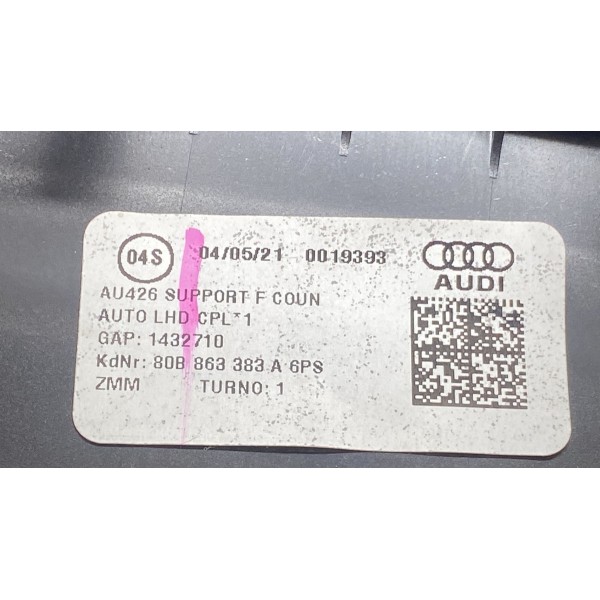 04S 04/05/21 0019393
AUDI
AU426 SUPPORT F COUN
AUTO LHD CPL*1
GAP: 1432710
KdNr: 80B 863 383 A 6PS
ZMM TURNO: 1